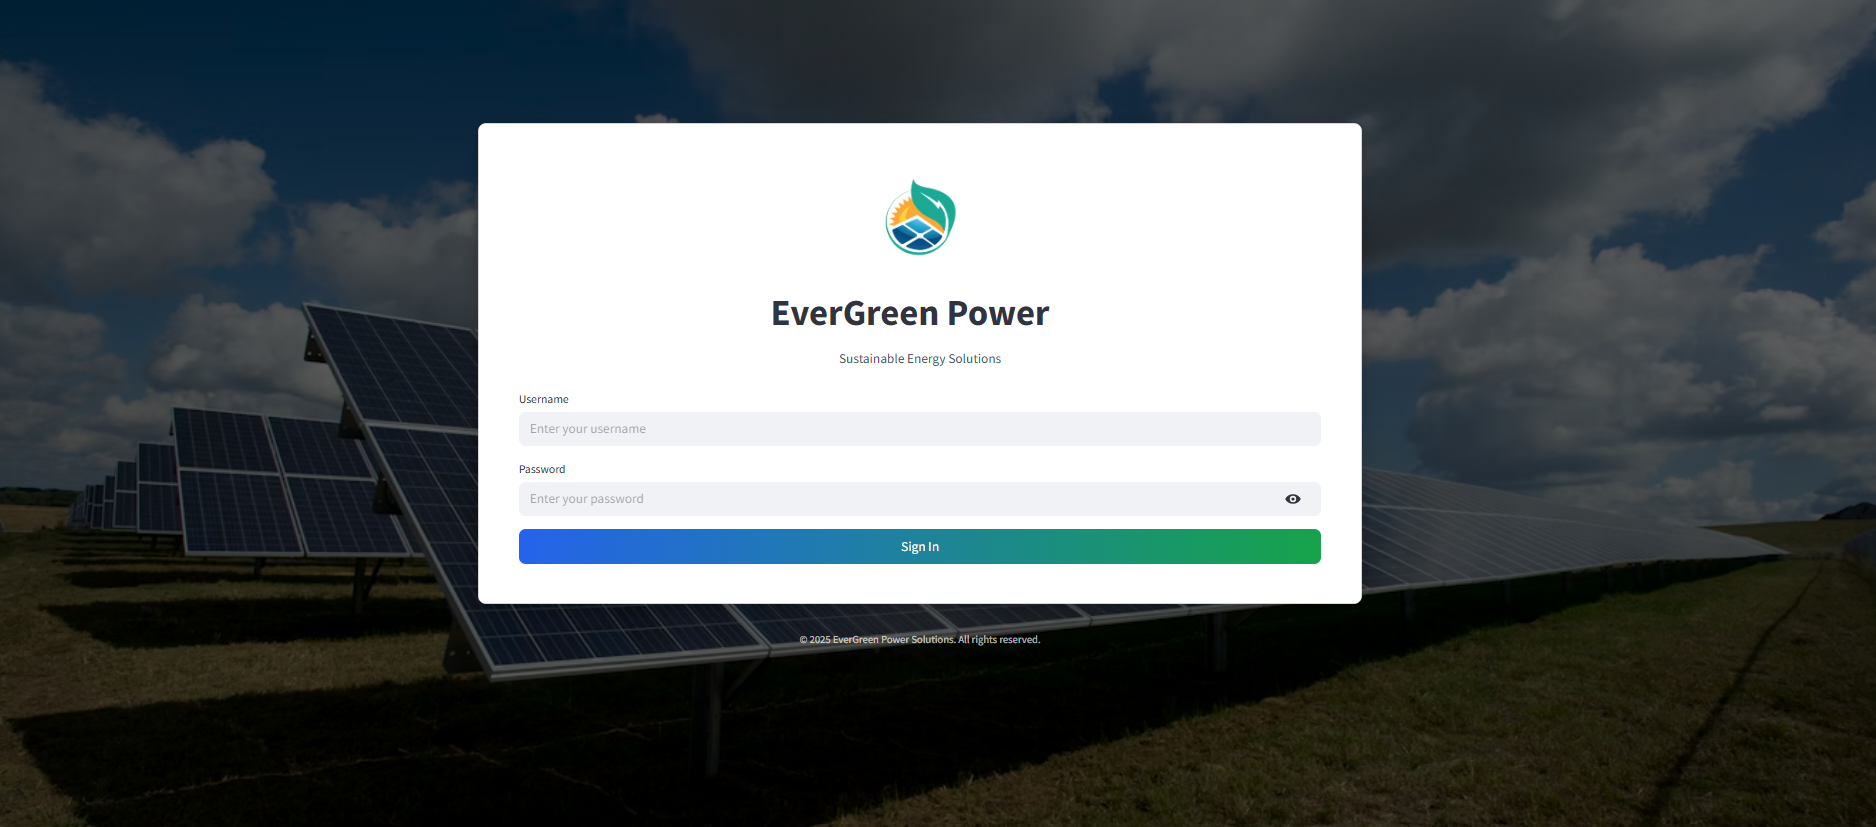 EverGreen Power
Sustainable Energy Solutions
Username
Enter your username
Password
Enter your password
Sign In
© 2025 EverGreen Power Solutions. All rights reserved.